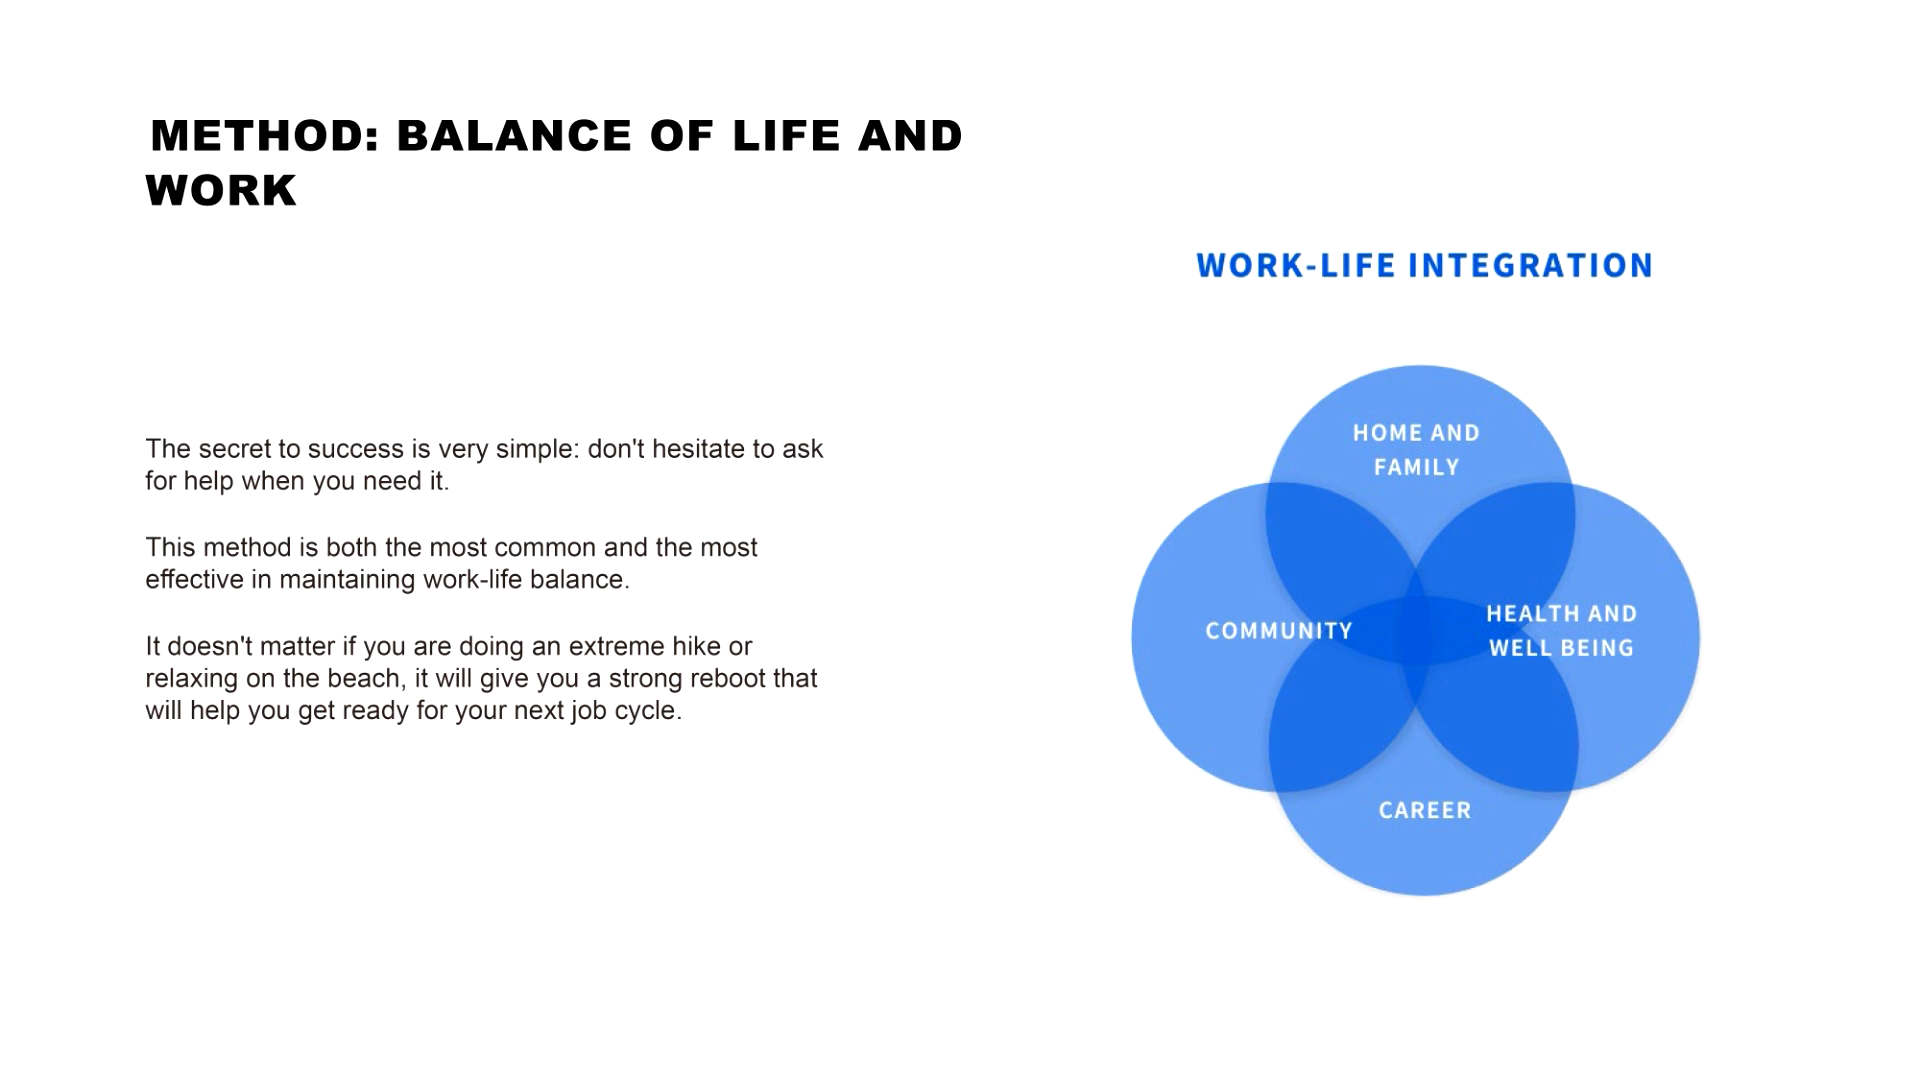 METHOD: BALANCE OF LIFE AND
WORK
The secret to success is very simple: don't hesitate to ask
for help when you need it.
This method is both the most common and the most
effective in maintaining work-life balance.
It doesn't matter if you are doing an extreme hike or
relaxing on the beach, it will give you a strong reboot that
will help you get ready for your next job cycle.
WORK-LIFE INTEGRATION
HOME AND
FAMILY
COMMUNITY
HEALTH AND
WELL BEING
CAREER